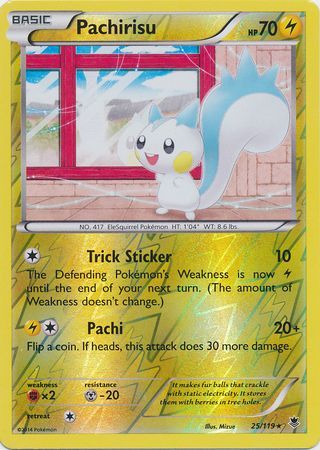 BASIC
Pachirisu
HP70
NO. 417 EleSquirrel Pokémon HT: 1'04" WT: 8.6 lbs.
Trick Sticker 10
The Defending Pokémon's Weakness is now
until the end of your next turn. (The amount of
Weakness doesn't change.)
Pachi 20+
Flip a coin. If heads, this attack does 30 more damage.
weakness
×2
resistance
-20
retreat
It makes fur balls that crackle
with static electricity. It stores
them with berries in tree holes.
©2014 Pokémon
Illus. Mizue
25/119★